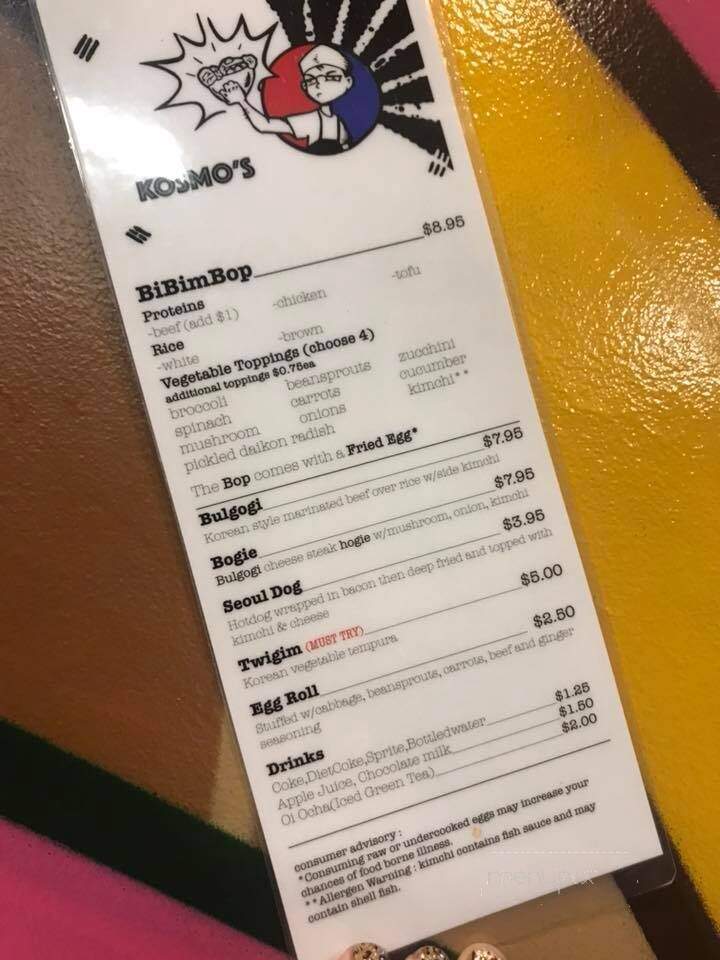 KOSMO'S
BiBimBop $8.95
Proteins
-beef (add $1) -chicken -tofu
Rice
-white -brown
Vegetable Toppings (choose 4)
additional toppings $0.75ea
broccoli beansprouts zucchini
spinach carrots cucumber
mushroom onions kimchi**
pickled daikon radish
The Bop comes with a Fried Egg*
Bulgogi $7.95
Korean style marinated beef over rice w/side kimchi
Bogie $7.95
Bulgogi cheese steak hogie w/mushroom, onion, kimchi
Seoul Dog $3.95
Hotdog wrapped in bacon then deep fried and topped with
kimchi & cheese
Twigim (MUST TRY) $5.00
Korean vegetable tempura
Egg Roll $2.50
Stuffed w/cabbage, beansprouts, carrots, beef and ginger
seasoning
Drinks
Coke,DietCoke,Sprite,Bottledwater $1.25
Apple Juice, Chocolate milk $1.50
Oi Ocha(Iced Green Tea) $2.00
consumer advisory:
*Consuming raw or undercooked eggs may increase your
chances of food borne illness.
**Allergen Warning: kimchi contains fish sauce and may
contain shell fish.